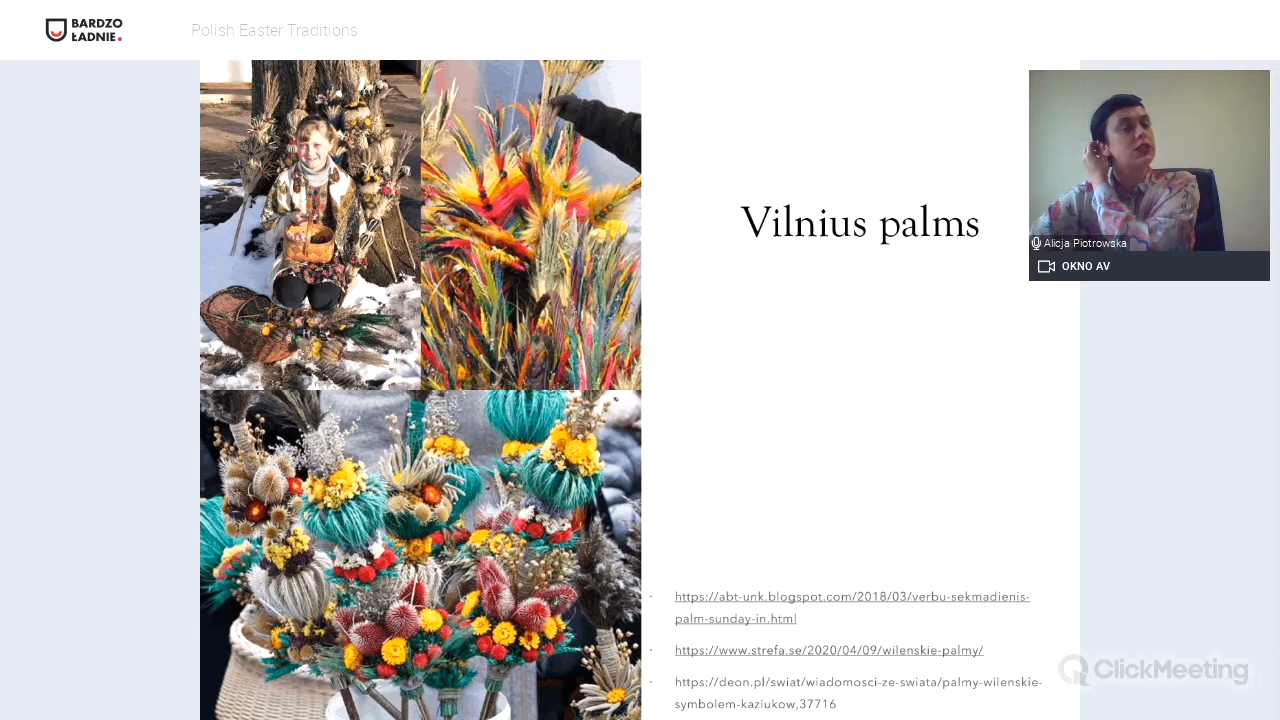 BARDZO
ŁADNIE.
Polish Easter Traditions
Vilnius palms
Alicja Piotrowska
OKNO AV
https://abt-unk.blogspot.com/2018/03/verbu-sekmadienis-
palm-sunday-in.html
https://www.strefa.se/2020/04/09/wilenskie-palmy/
https://deon.pl/swiat/wiadomosci-ze-swiata/palmy-wilenskie-
symbolem-kaziukow,37716
ClickMeeting